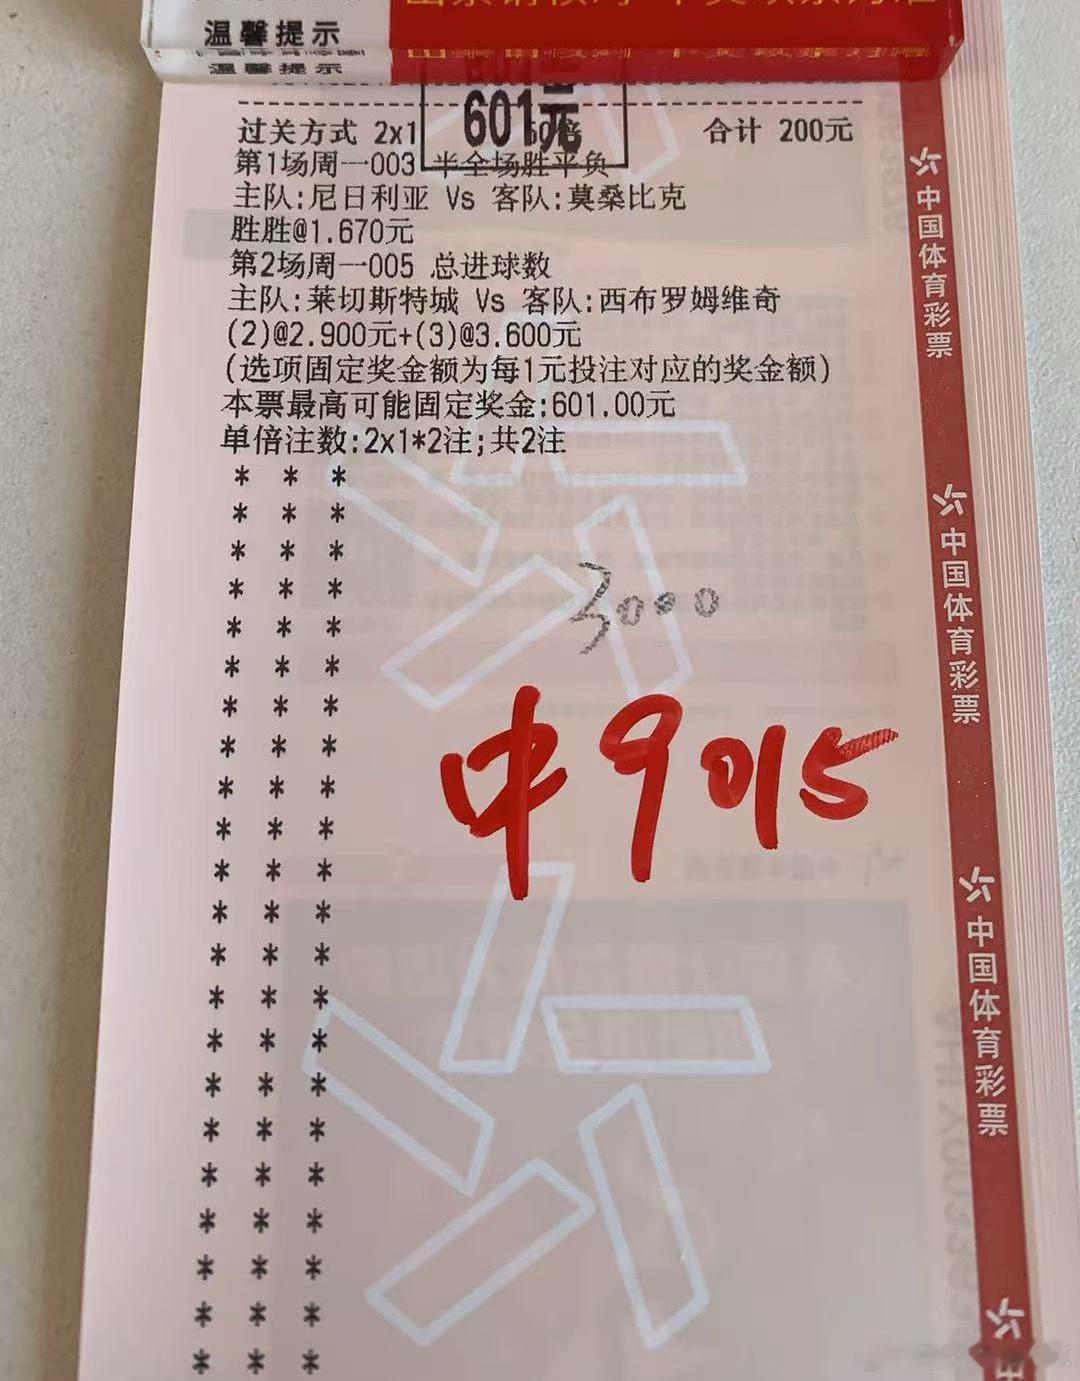 温馨提示
温馨提示
601元
过关方式 2x1 50倍 合计 200元
第1场周一003 半全场胜平负
主队:尼日利亚 Vs 客队:莫桑比克
胜胜@1.670元
第2场周一005 总进球数
主队:莱切斯特城 Vs 客队:西布罗姆维奇
(2)@2.900元+(3)@3.600元
(选项固定奖金额为每1元投注对应的奖金额)
本票最高可能固定奖金:601.00元
单倍注数:2x1*2注;共2注
3000
中9015
中国体育彩票
中国体育彩票
中国体育彩票